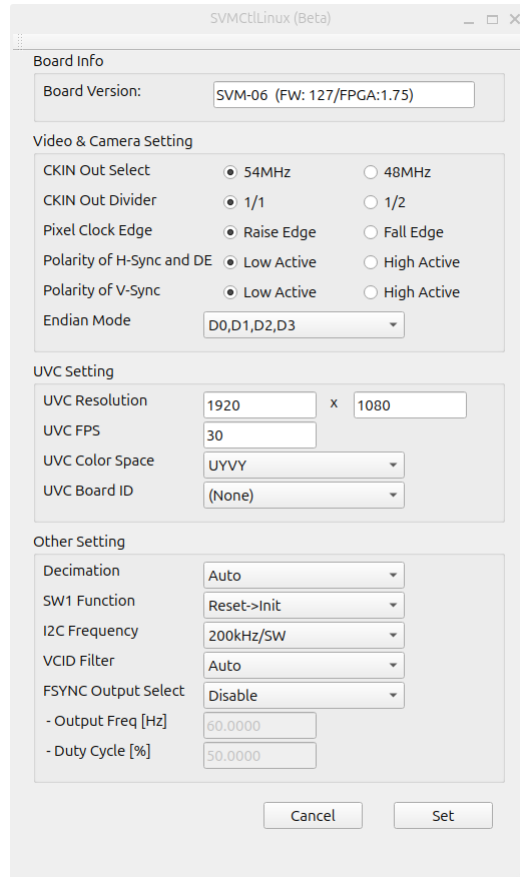 SVMCtlLinux (Beta)
Board Info
Board Version: SVM-06 (FW: 127/FPGA:1.75)
Video & Camera Setting
CKIN Out Select 54MHz 48MHz
CKIN Out Divider 1/1 1/2
Pixel Clock Edge Raise Edge Fall Edge
Polarity of H-Sync and DE Low Active High Active
Polarity of V-Sync Low Active High Active
Endian Mode D0,D1,D2,D3
UVC Setting
UVC Resolution 1920 x 1080
UVC FPS 30
UVC Color Space UYVY
UVC Board ID (None)
Other Setting
Decimation Auto
SW1 Function Reset->Init
I2C Frequency 200kHz/SW
VCID Filter Auto
FSYNC Output Select Disable
- Output Freq [Hz] 60.0000
- Duty Cycle [%] 50.0000
Cancel Set